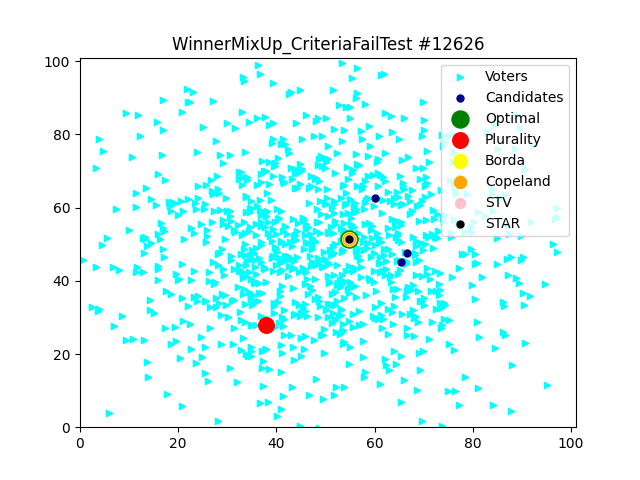 WinnerMixUp_CriteriaFailTest #12626
Voters
Candidates
Optimal
Plurality
Borda
Copeland
STV
STAR
100
80
60
40
20
0
0 20 40 60 80 100